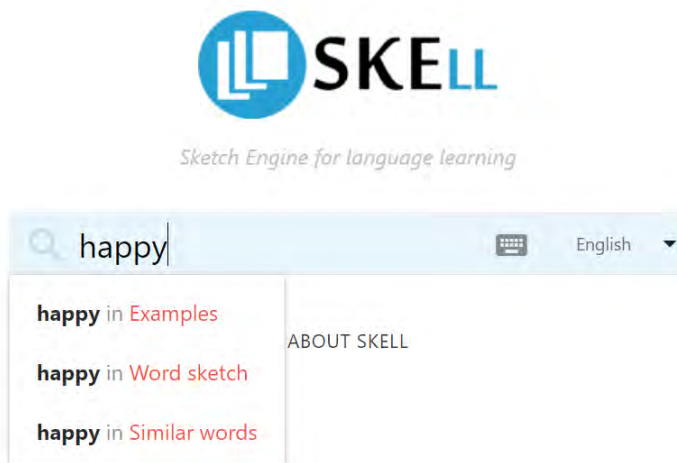 SKELL
Sketch Engine for language learning
happy English
happy in Examples
ABOUT SKELL
happy in Word sketch
happy in Similar words